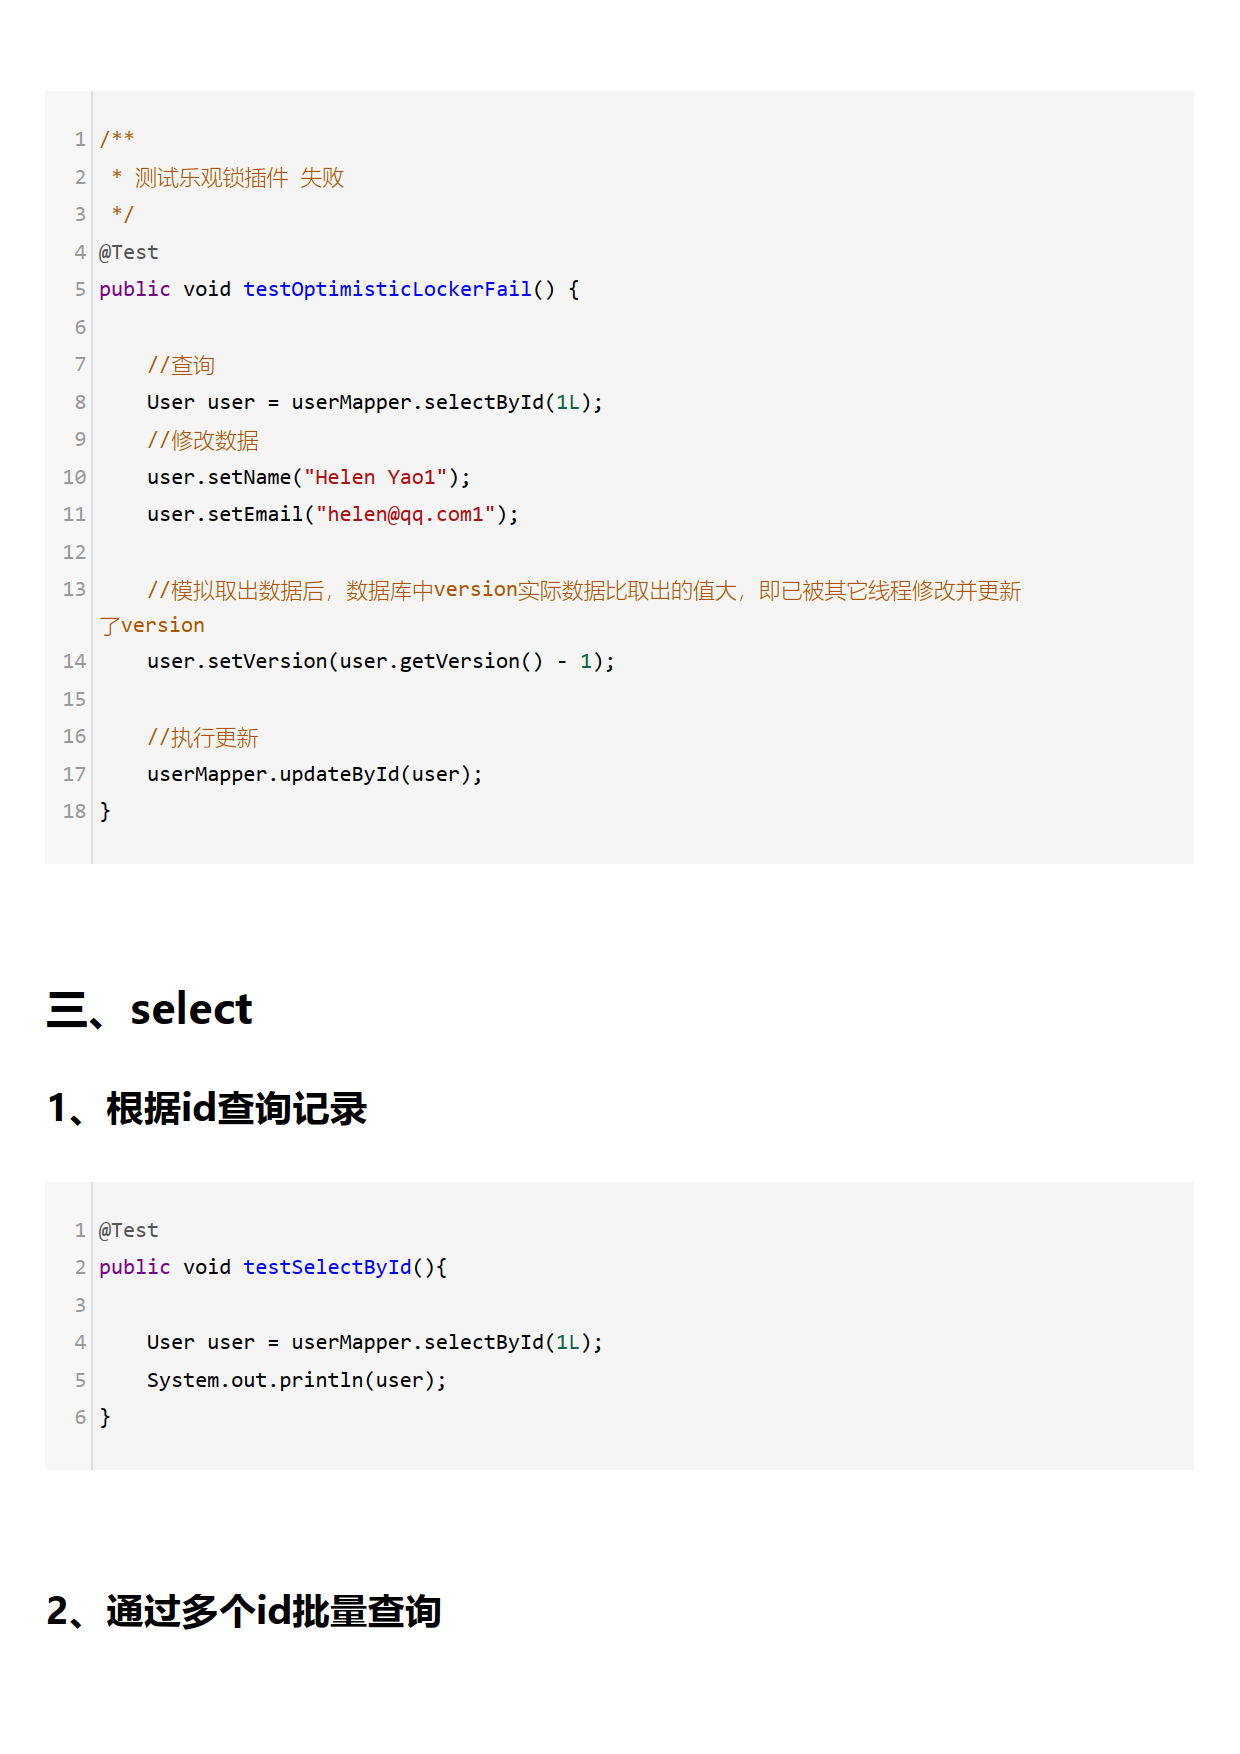 1 /**
2  * 测试乐观锁插件 失败
3  */
4 @Test
5 public void testOptimisticLockerFail() {
6
7     //查询
8     User user = userMapper.selectById(1L);
9     //修改数据
10     user.setName("Helen Yao1");
11     user.setEmail("helen@qq.com1");
12
13     //模拟取出数据后，数据库中version实际数据比取出的值大，即已被其它线程修改并更新
了version
14     user.setVersion(user.getVersion() - 1);
15
16     //执行更新
17     userMapper.updateById(user);
18 }
三、select
1、根据id查询记录
1 @Test
2 public void testSelectById(){
3
4     User user = userMapper.selectById(1L);
5     System.out.println(user);
6 }
2、通过多个id批量查询